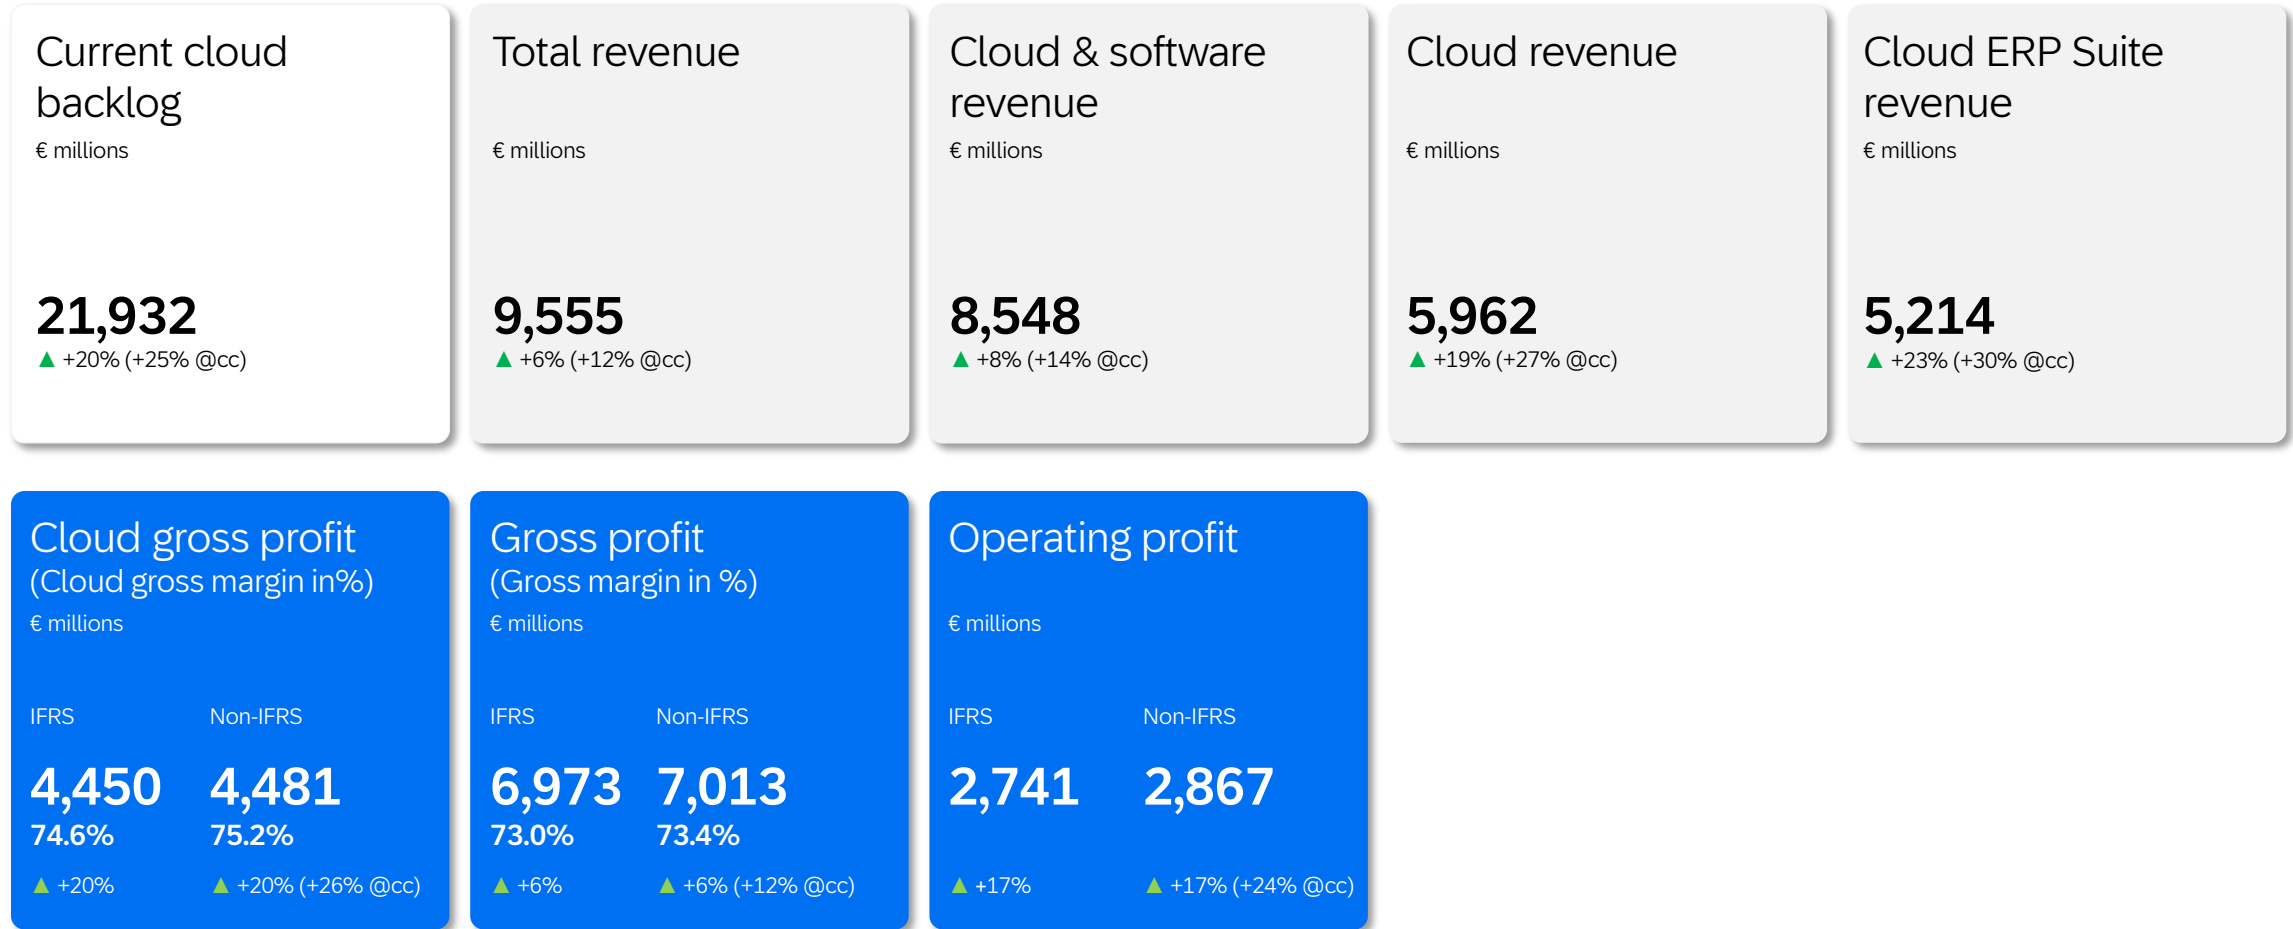 Current cloud
backlog
€ millions
21,932
▲ +20% (+25% @cc)
Total revenue
€ millions
9,555
▲ +6% (+12% @cc)
Cloud & software
revenue
€ millions
8,548
▲ +8% (+14% @cc)
Cloud revenue
€ millions
5,962
▲ +19% (+27% @cc)
Cloud ERP Suite
revenue
€ millions
5,214
▲ +23% (+30% @cc)
Cloud gross profit
(Cloud gross margin in%)
€ millions
IFRS Non-IFRS
4,450 4,481
74.6% 75.2%
▲ +20% ▲ +20% (+26% @cc)
Gross profit
(Gross margin in %)
€ millions
IFRS Non-IFRS
6,973 7,013
73.0% 73.4%
▲ +6% ▲ +6% (+12% @cc)
Operating profit
€ millions
IFRS Non-IFRS
2,741 2,867
▲ +17% ▲ +17% (+24% @cc)